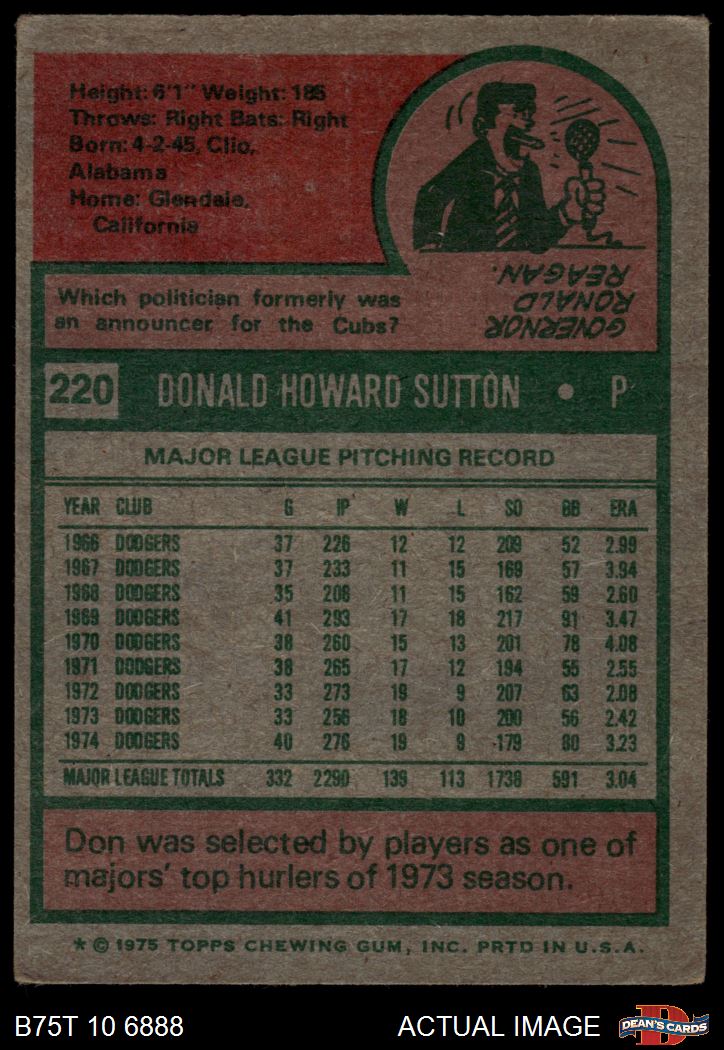 Height: 6'1" Weight: 185
Throws: Right Bats: Right
Born: 4-2-45, Clio,
Alabama
Home: Glendale,
California
Which politician formerly was
an announcer for the Cubs?
GOVERNOR
RONALD
REAGAN.
220 DONALD HOWARD SUTTON • P
MAJOR LEAGUE PITCHING RECORD
YEAR CLUB G IP W L SO BB ERA
1966 DODGERS 37 226 12 12 209 52 2.99
1967 DODGERS 37 233 11 15 169 57 3.94
1968 DODGERS 35 208 11 15 162 59 2.60
1969 DODGERS 41 293 17 18 217 91 3.47
1970 DODGERS 38 260 15 13 201 78 4.08
1971 DODGERS 38 265 17 12 194 55 2.55
1972 DODGERS 33 273 19 9 207 63 2.08
1973 DODGERS 33 256 18 10 200 56 2.42
1974 DODGERS 40 276 19 9 179 80 3.23
MAJOR LEAGUE TOTALS 332 2290 139 113 1738 591 3.04
Don was selected by players as one of
majors' top hurlers of 1973 season.
* © 1975 TOPPS CHEWING GUM, INC. PRTD IN U.S.A.
B75T 10 6888 ACTUAL IMAGE DEAN'S CARDS